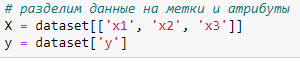 # разделим данные на метки и атрибуты
X = dataset[['x1', 'x2', 'x3']]
y = dataset['y']